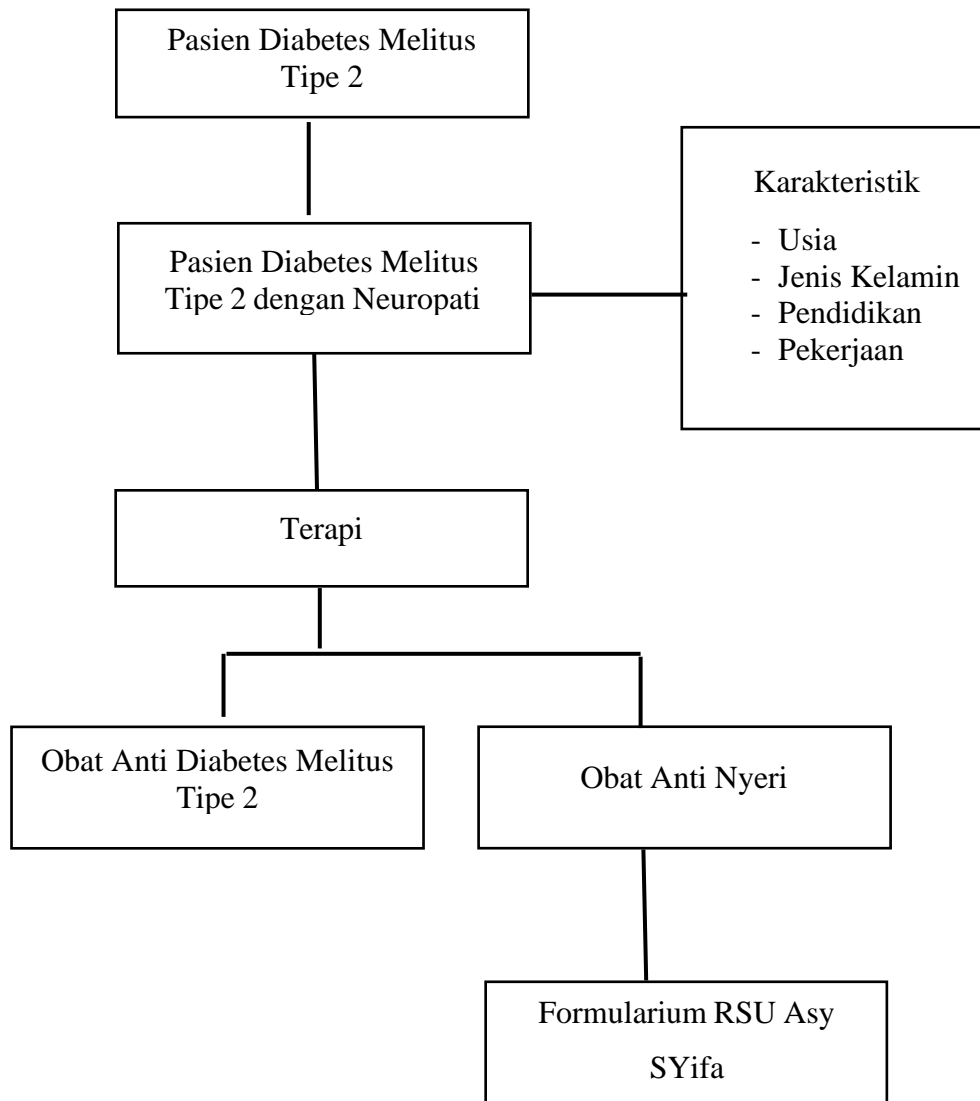 Pasien Diabetes Melitus
Tipe 2
Pasien Diabetes Melitus
Tipe 2 dengan Neuropati
Karakteristik
- Usia
- Jenis Kelamin
- Pendidikan
- Pekerjaan
Terapi
Obat Anti Diabetes Melitus
Tipe 2
Obat Anti Nyeri
Formularium RSU Asy
SYifa